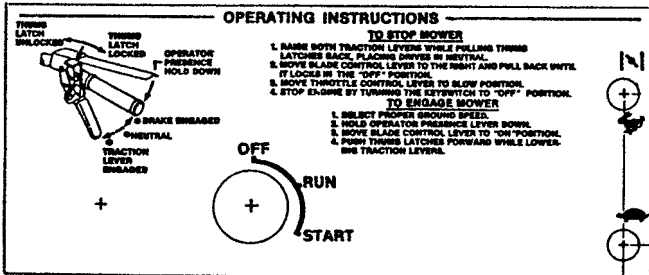 OPERATING INSTRUCTIONS
THUMB
LATCH
UNLOCKED
THUMB
LATCH
LOCKED
OPERATOR
PRESENCE
HOLD DOWN
BRAKE ENGAGED
NEUTRAL
TRACTION
LEVER
ENGAGED
TO STOP MOWER
1. RAISE BOTH TRACTION LEVERS WHILE PULLING THUMB
LATCHES BACK, PLACING DRIVES IN NEUTRAL.
2. MOVE BLADE CONTROL LEVER TO THE RIGHT AND PULL BACK UNTIL
IT LOCKS IN THE "OFF" POSITION.
3. MOVE THROTTLE CONTROL LEVER TO SLOW POSITION.
4. STOP ENGINE BY TURNING THE KEYSWITCH TO "OFF" POSITION.
TO ENGAGE MOWER
1. SELECT PROPER GROUND SPEED.
2. HOLD OPERATOR PRESENCE LEVER DOWN.
3. MOVE BLADE CONTROL LEVER TO "ON" POSITION.
4. PUSH THUMB LATCHES FORWARD WHILE LOWER-
ING TRACTION LEVERS.
OFF
RUN
START